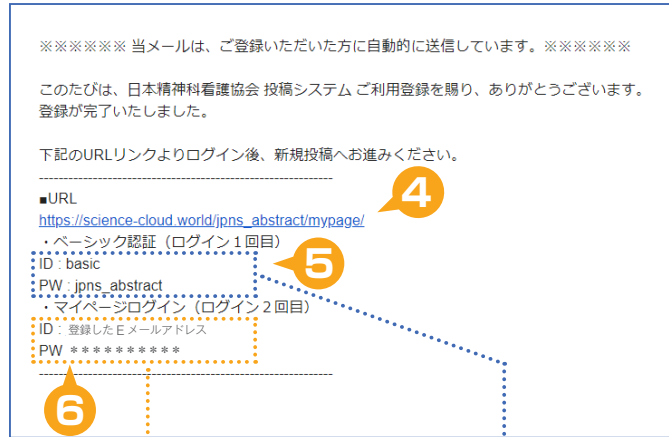 ※※※※※※ 当メールは、ご登録いただいた方に自動的に送信しています。※※※※※※
このたびは、日本精神科看護協会 投稿システム ご利用登録を賜り、ありがとうございます。
登録が完了いたしました。
下記のURLリンクよりログイン後、新規投稿へお進みください。
----------------------------------------------------------------
■URL
4
https://science-cloud.world/jpns_abstract/mypage/
・ベーシック認証（ログイン１回目）
ID : basic
5
PW : jpns_abstract
・マイページログイン（ログイン２回目）
ID : 登録したＥメールアドレス
PW ＊＊＊＊＊＊＊＊＊＊
----------------------------------------------------------------
6